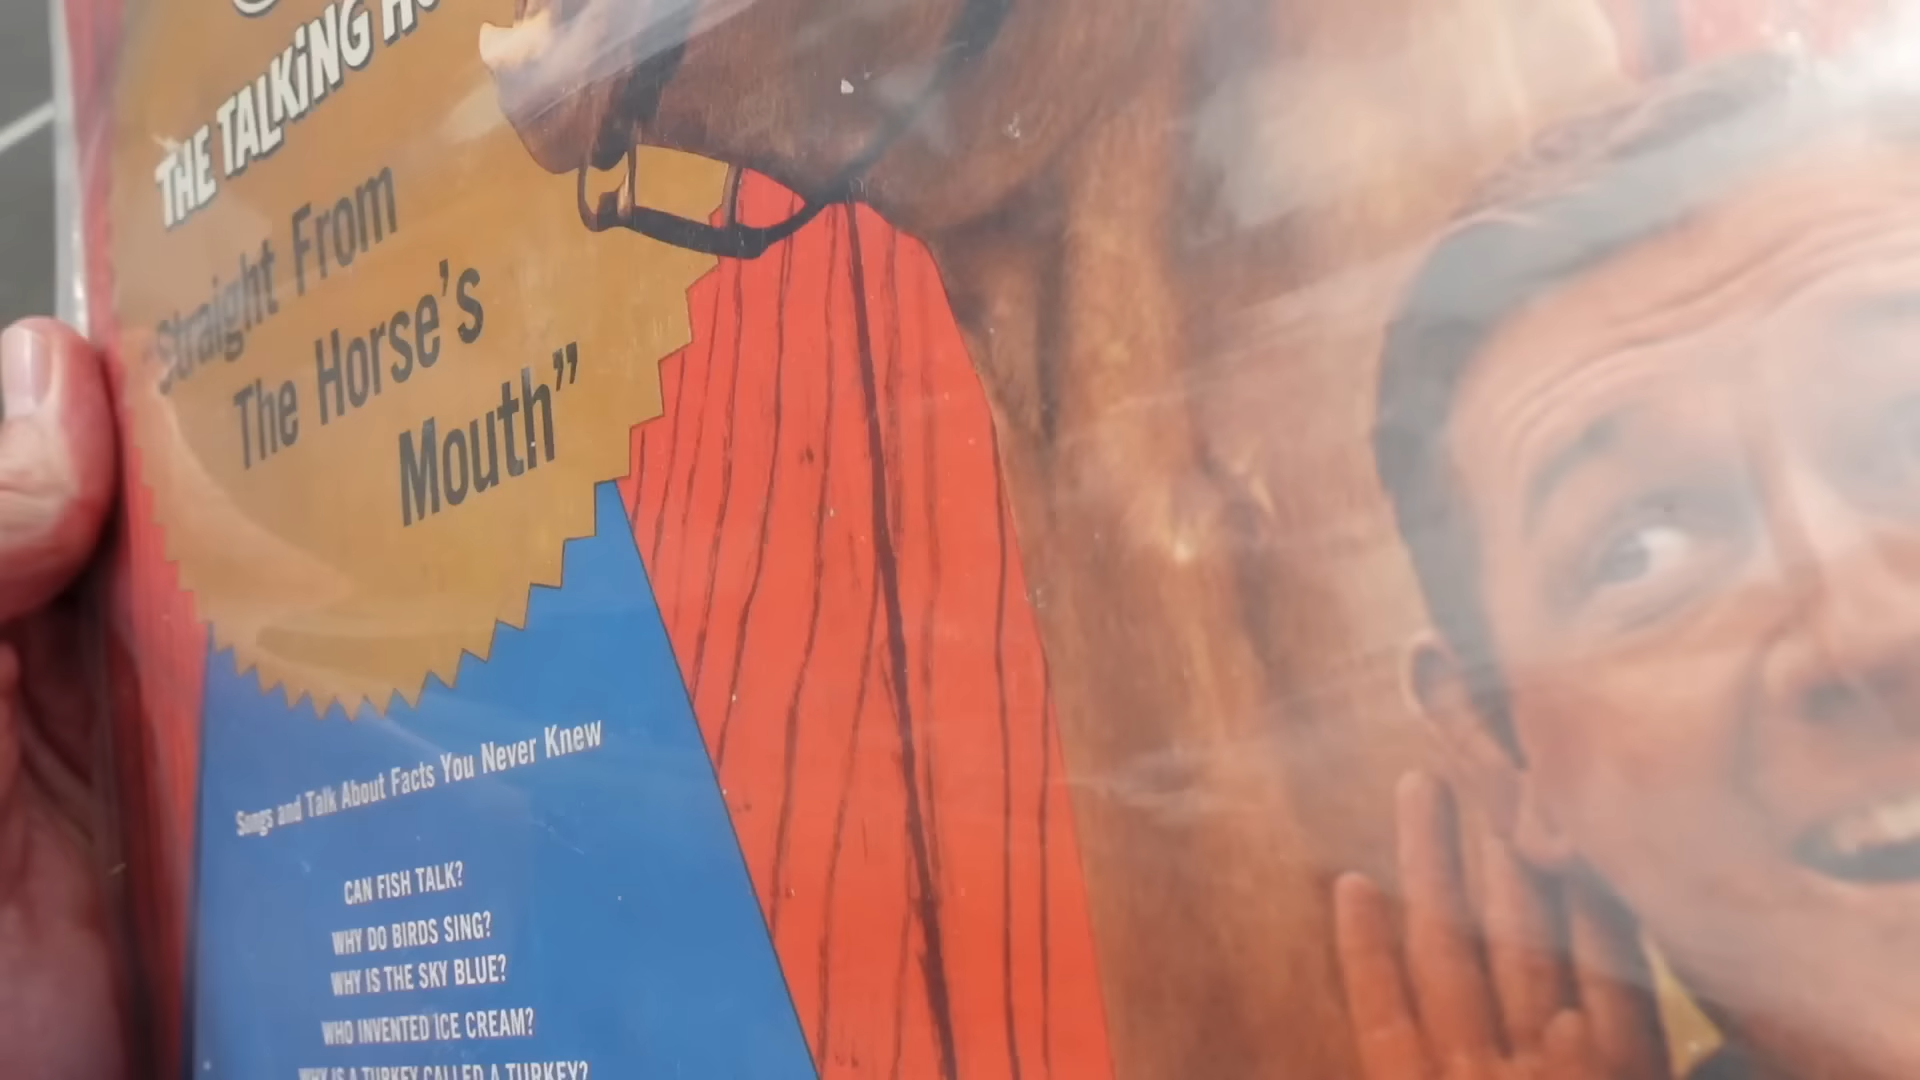 THE TALKING HO
"Straight From
The Horse's
Mouth"
Songs and Talk About Facts You Never Knew
CAN FISH TALK?
WHY DO BIRDS SING?
WHY IS THE SKY BLUE?
WHO INVENTED ICE CREAM?
WHY IS A TURKEY CALLED A TURKEY?